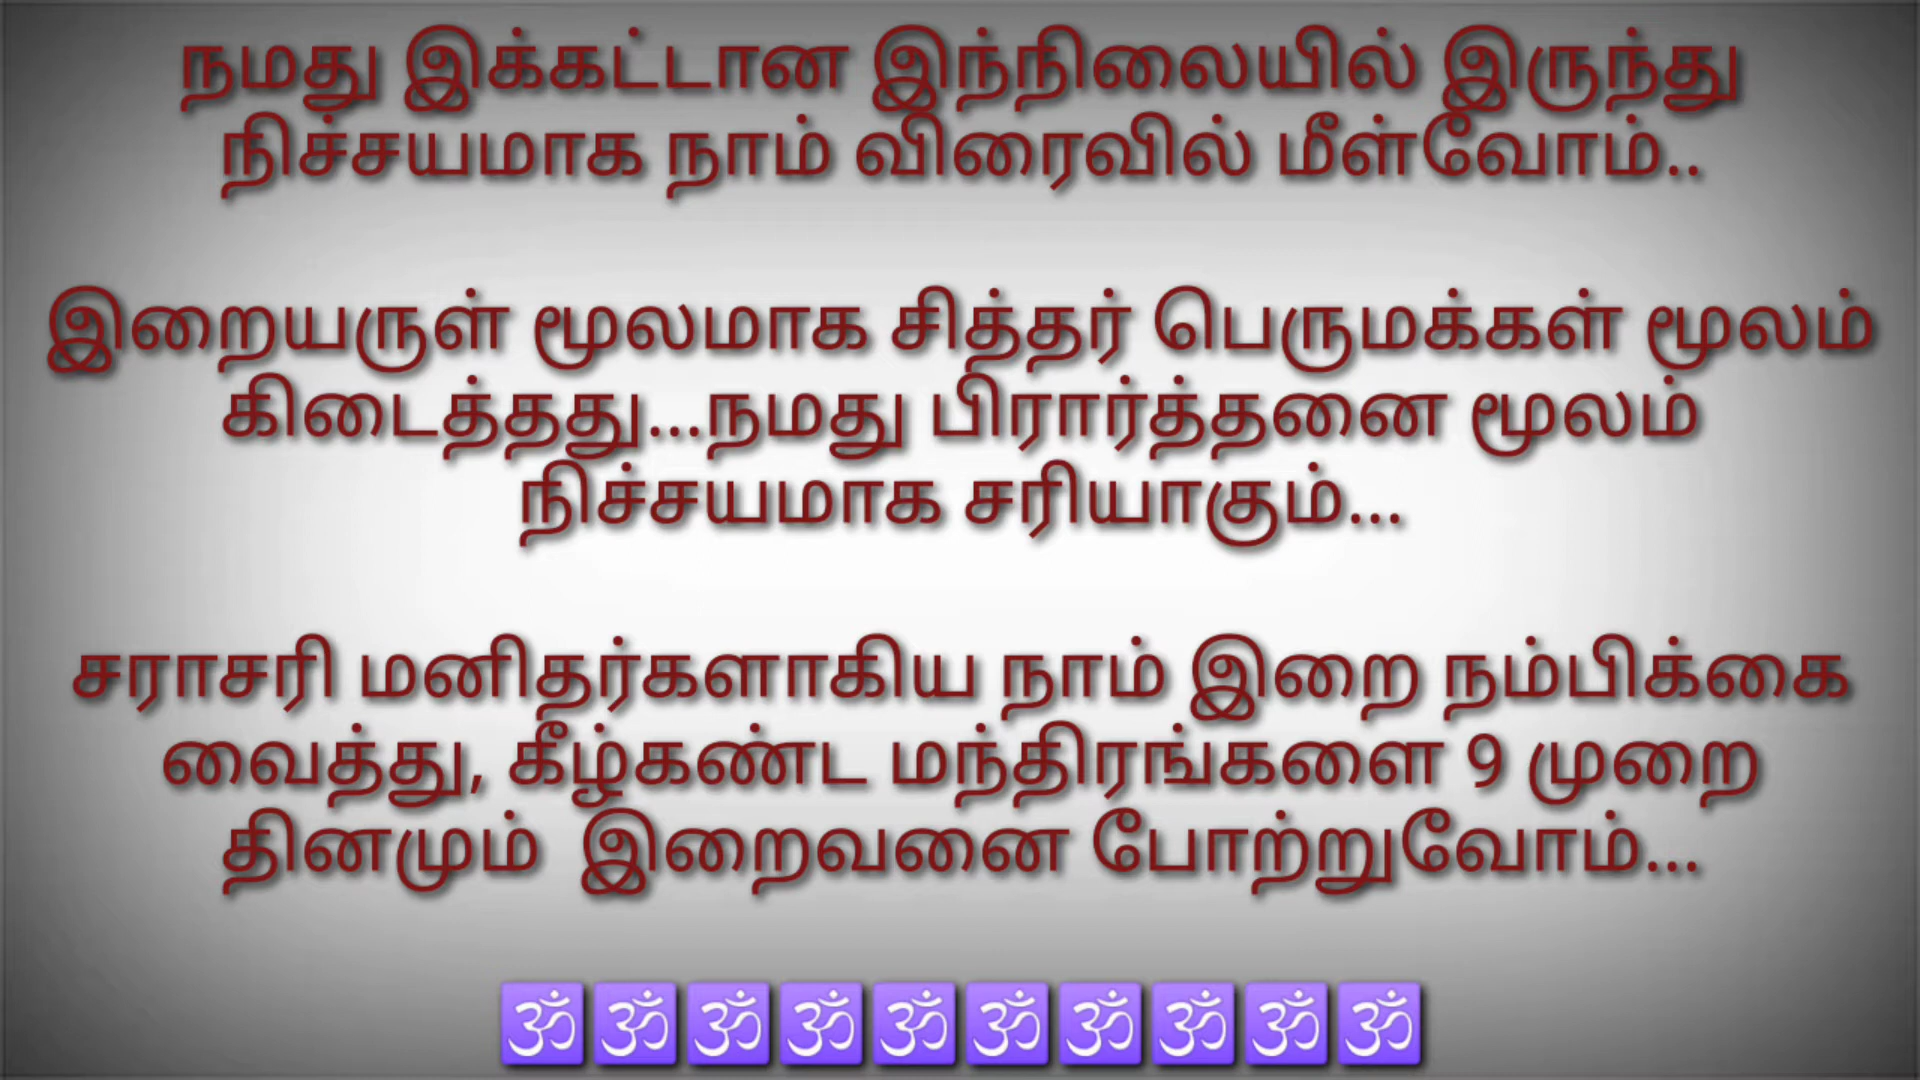 நமது இக்கட்டான இந்நிலையில் இருந்து
நிச்சயமாக நாம் விரைவில் மீள்வோம்..
இறையருள் மூலமாக சித்தர் பெருமக்கள் மூலம்
கிடைத்தது...நமது பிரார்த்தனை மூலம்
நிச்சயமாக சரியாகும்...
சராசரி மனிதர்களாகிய நாம் இறை நம்பிக்கை
வைத்து, கீழ்கண்ட மந்திரங்களை 9 முறை
தினமும்  இறைவனை போற்றுவோம்...
🕉🕉🕉🕉🕉🕉🕉🕉🕉🕉